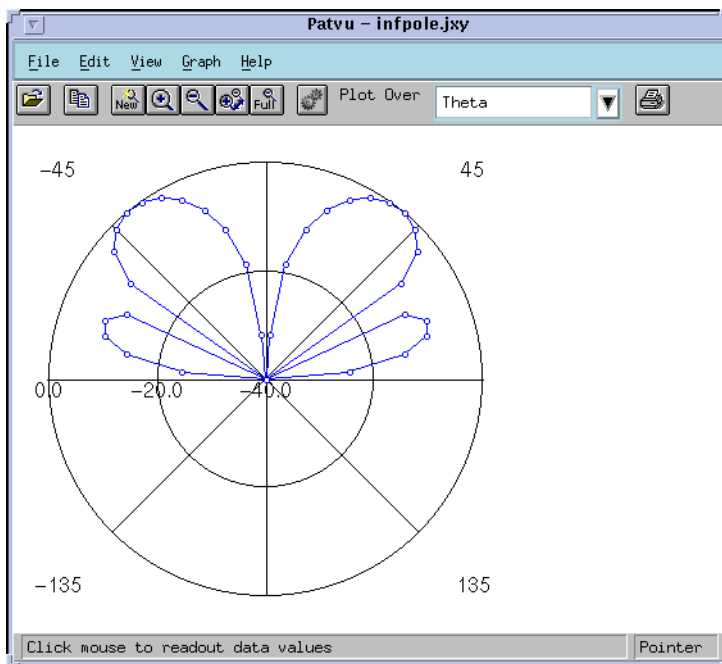 Patvu – infpole.jxy
File Edit View Graph Help
New Full Plot Over Theta
−45 45
0.0 −20.0 −40.0
−135 135
Click mouse to readout data values Pointer